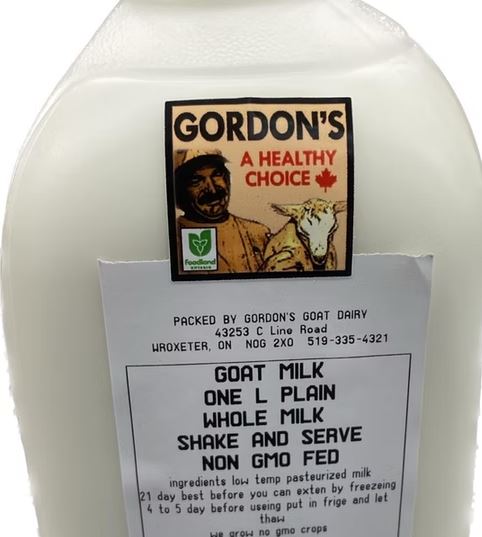 GORDON'S
A HEALTHY
CHOICE
Foodland
ONTARIO
PACKED BY GORDON'S GOAT DAIRY
43253 C Line Road
WROXETER, ON NOG 2X0 519-335-4321
GOAT MILK
ONE L PLAIN
WHOLE MILK
SHAKE AND SERVE
NON GMO FED
ingredients low temp pasteurized milk
21 day best before you can exten by freezeing
4 to 5 day before useing put in frige and let
thaw
we grow no gmo crops